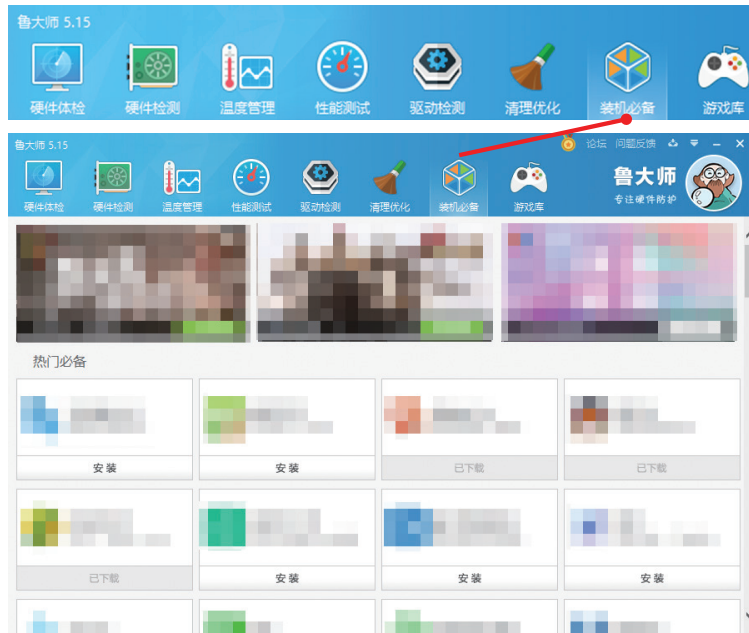 鲁大师 5.15
硬件体检 硬件检测 温度管理 性能测试 驱动检测 清理优化 装机必备 游戏库
鲁大师 5.15 论坛 问题反馈
硬件体检 硬件检测 温度管理 性能测试 驱动检测 清理优化 装机必备 游戏库
鲁大师
专注硬件防护
热门必备
安装 安装 已下载 已下载
已下载 安装 安装 安装